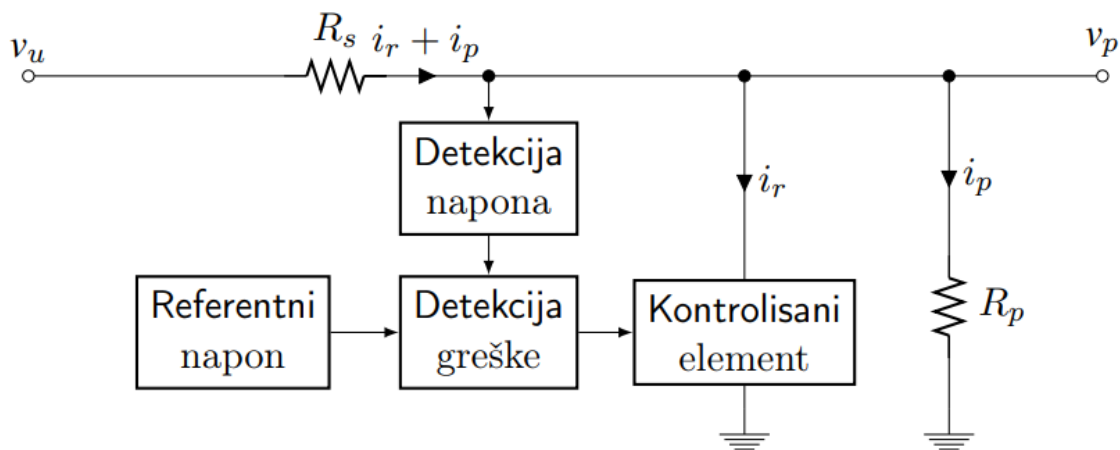 v_u
R_s
i_r + i_p
v_p
Detekcija
napona
i_r
i_p
Referentni
napon
Detekcija
greške
Kontrolisani
element
R_p